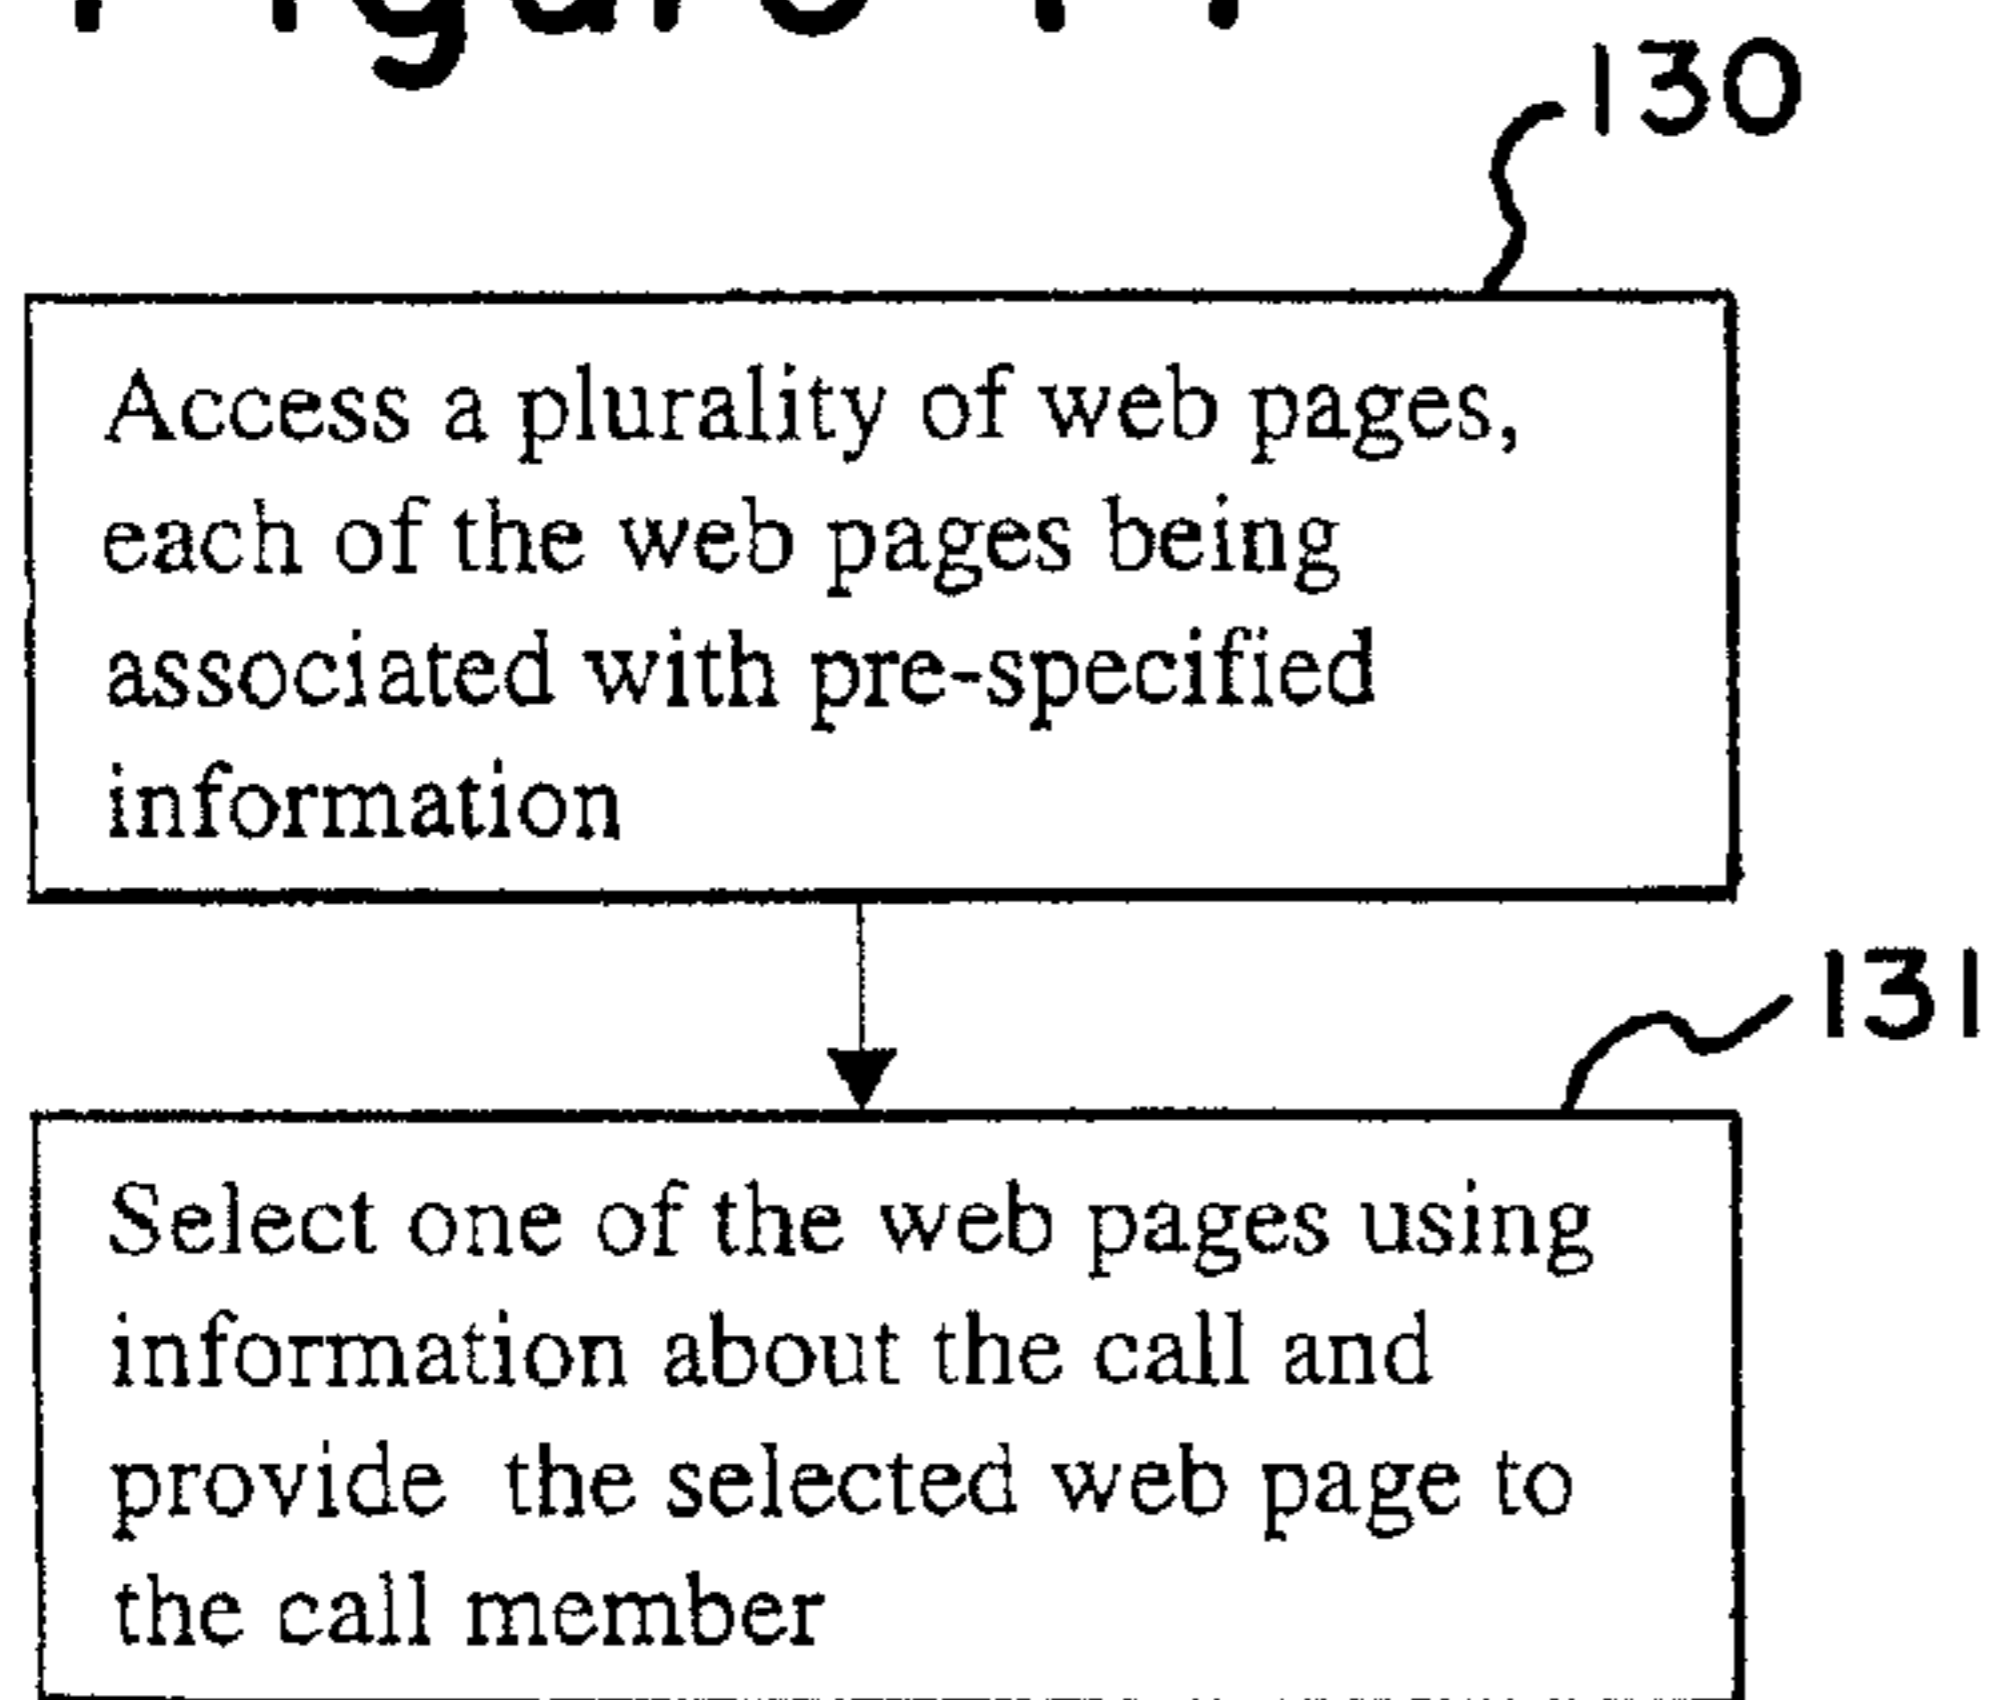 Figure
130
Access a plurality of web pages,
each of the web pages being
associated with pre-specified
information
131
Select one of the web pages using
information about the call and
provide the selected web page to
the call member